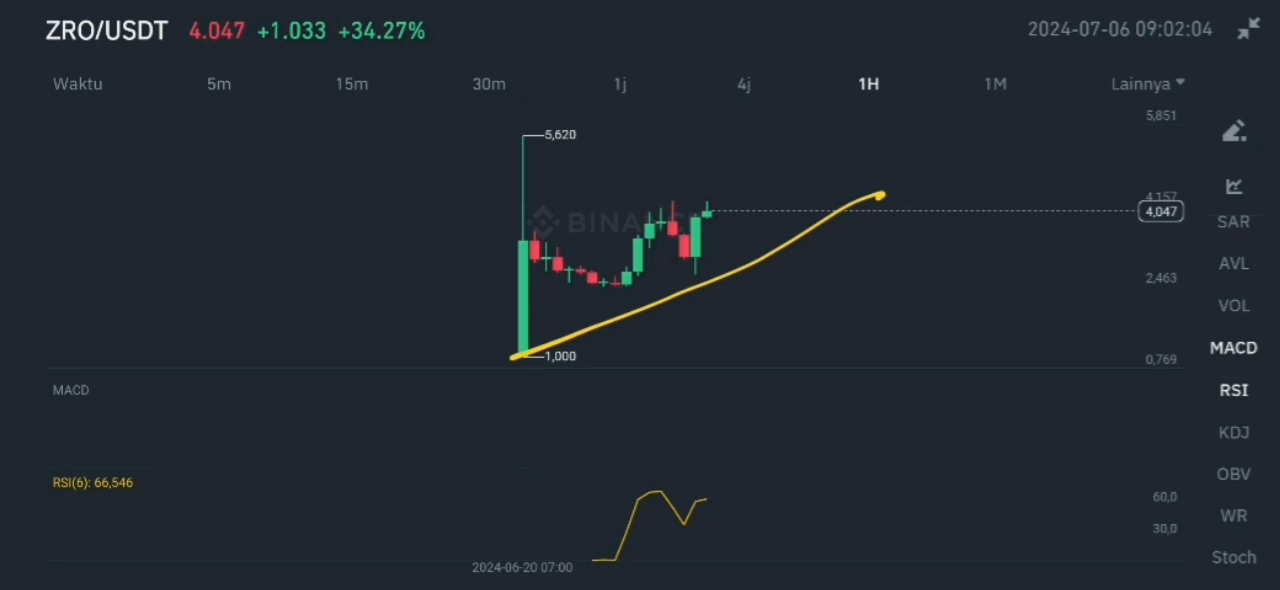 ZRO/USDT 4.047 +1.033 +34.27% 2024-07-06 09:02:04
Waktu 5m 15m 30m 1j 4j 1H 1M Lainnya
5,851
5,620
4,157
BINANCE
4,047
SAR
AVL
2,463
VOL
MACD
1,000
0,769
MACD
RSI
KDJ
RSI(6): 66,546
OBV
60,0
WR
30,0
Stoch
2024-06-20 07:00